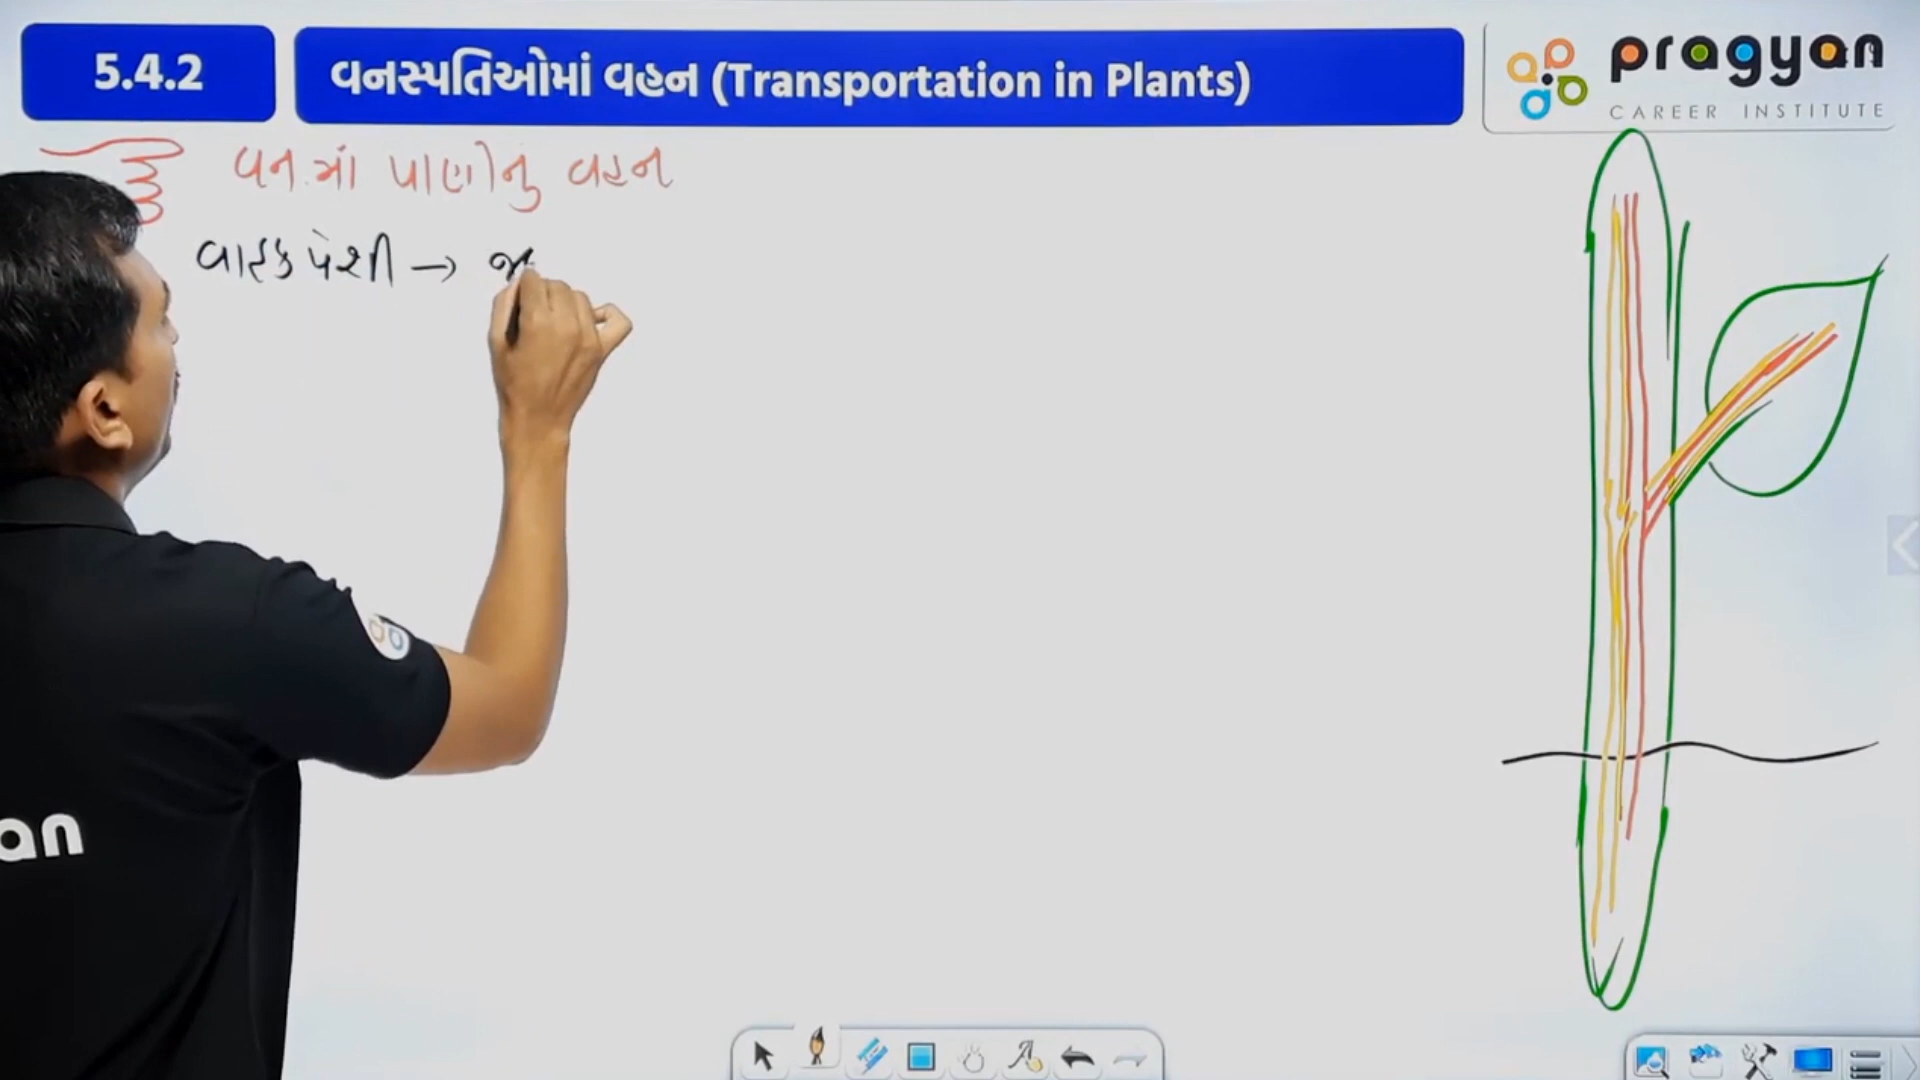 5.4.2
વનસ્પતિઓમાં વહન (Transportation in Plants)
pragyan
CAREER INSTITUTE
વન.માં પાણીનું વહન
વાહક પેશી → જ
an